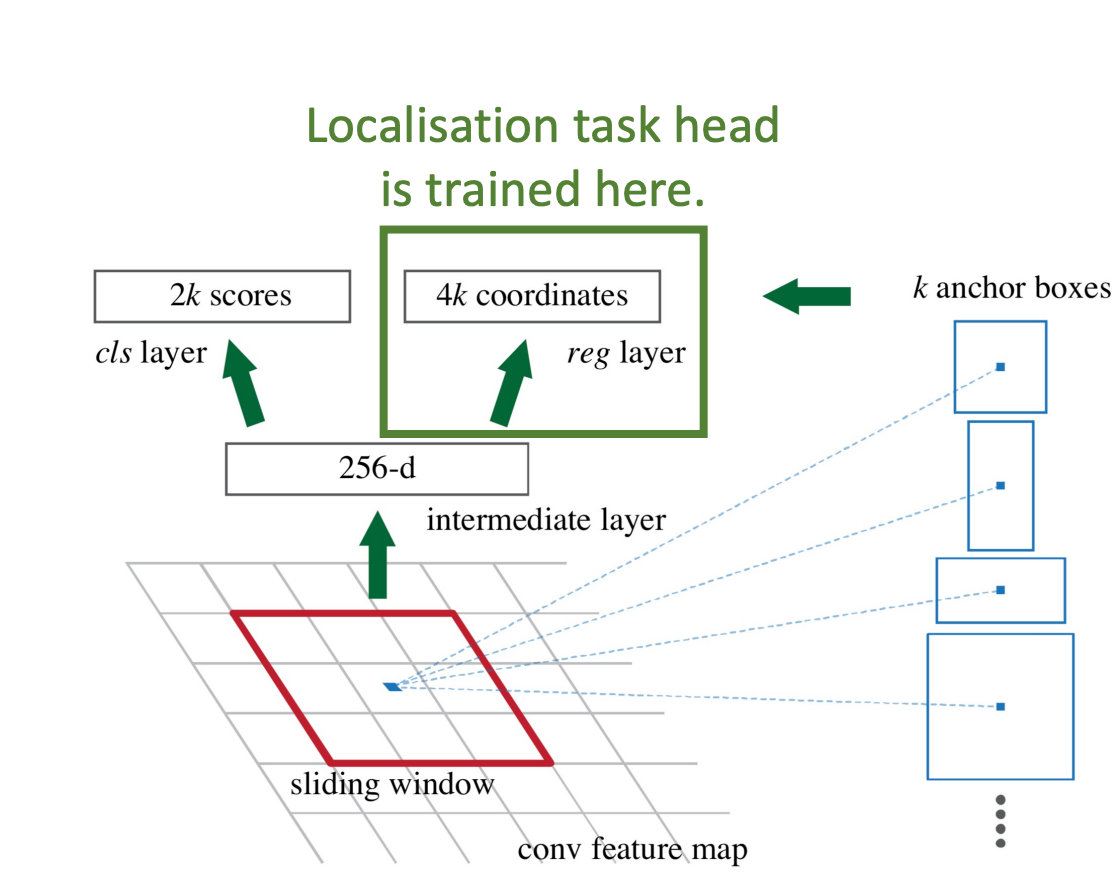 Localisation task head
is trained here.
2k scores
4k coordinates
k anchor boxes
cls layer
reg layer
256-d
intermediate layer
sliding window
conv feature map